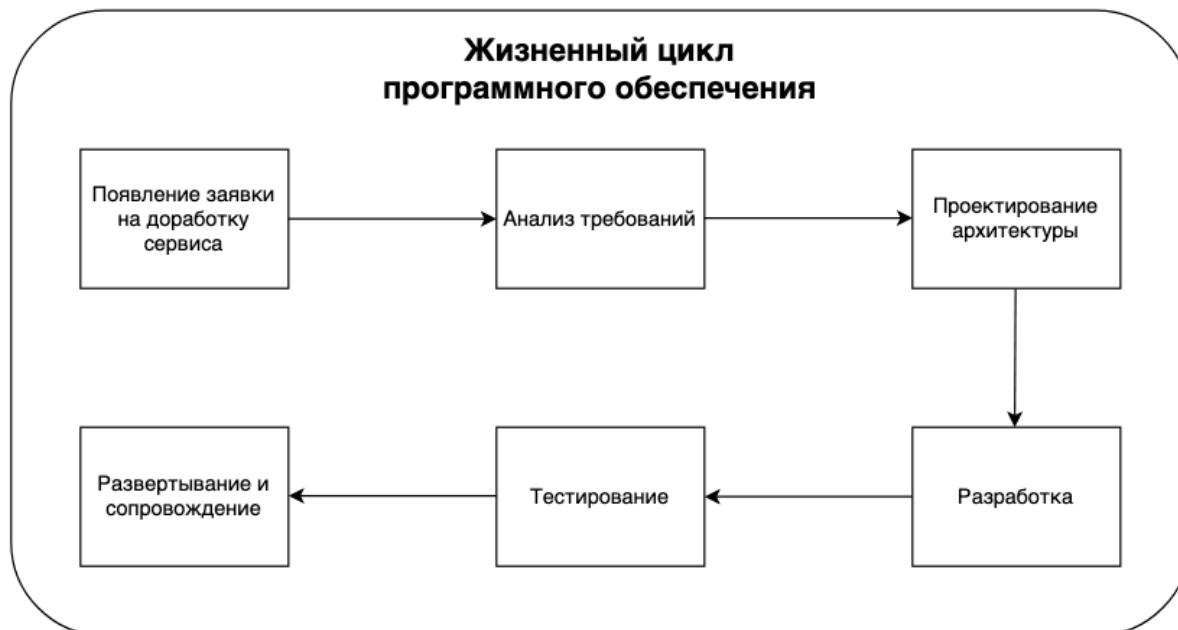 Жизненный цикл
программного обеспечения
Появление заявки
на доработку
сервиса
Анализ требований
Проектирование
архитектуры
Развертывание и
сопровождение
Тестирование
Разработка